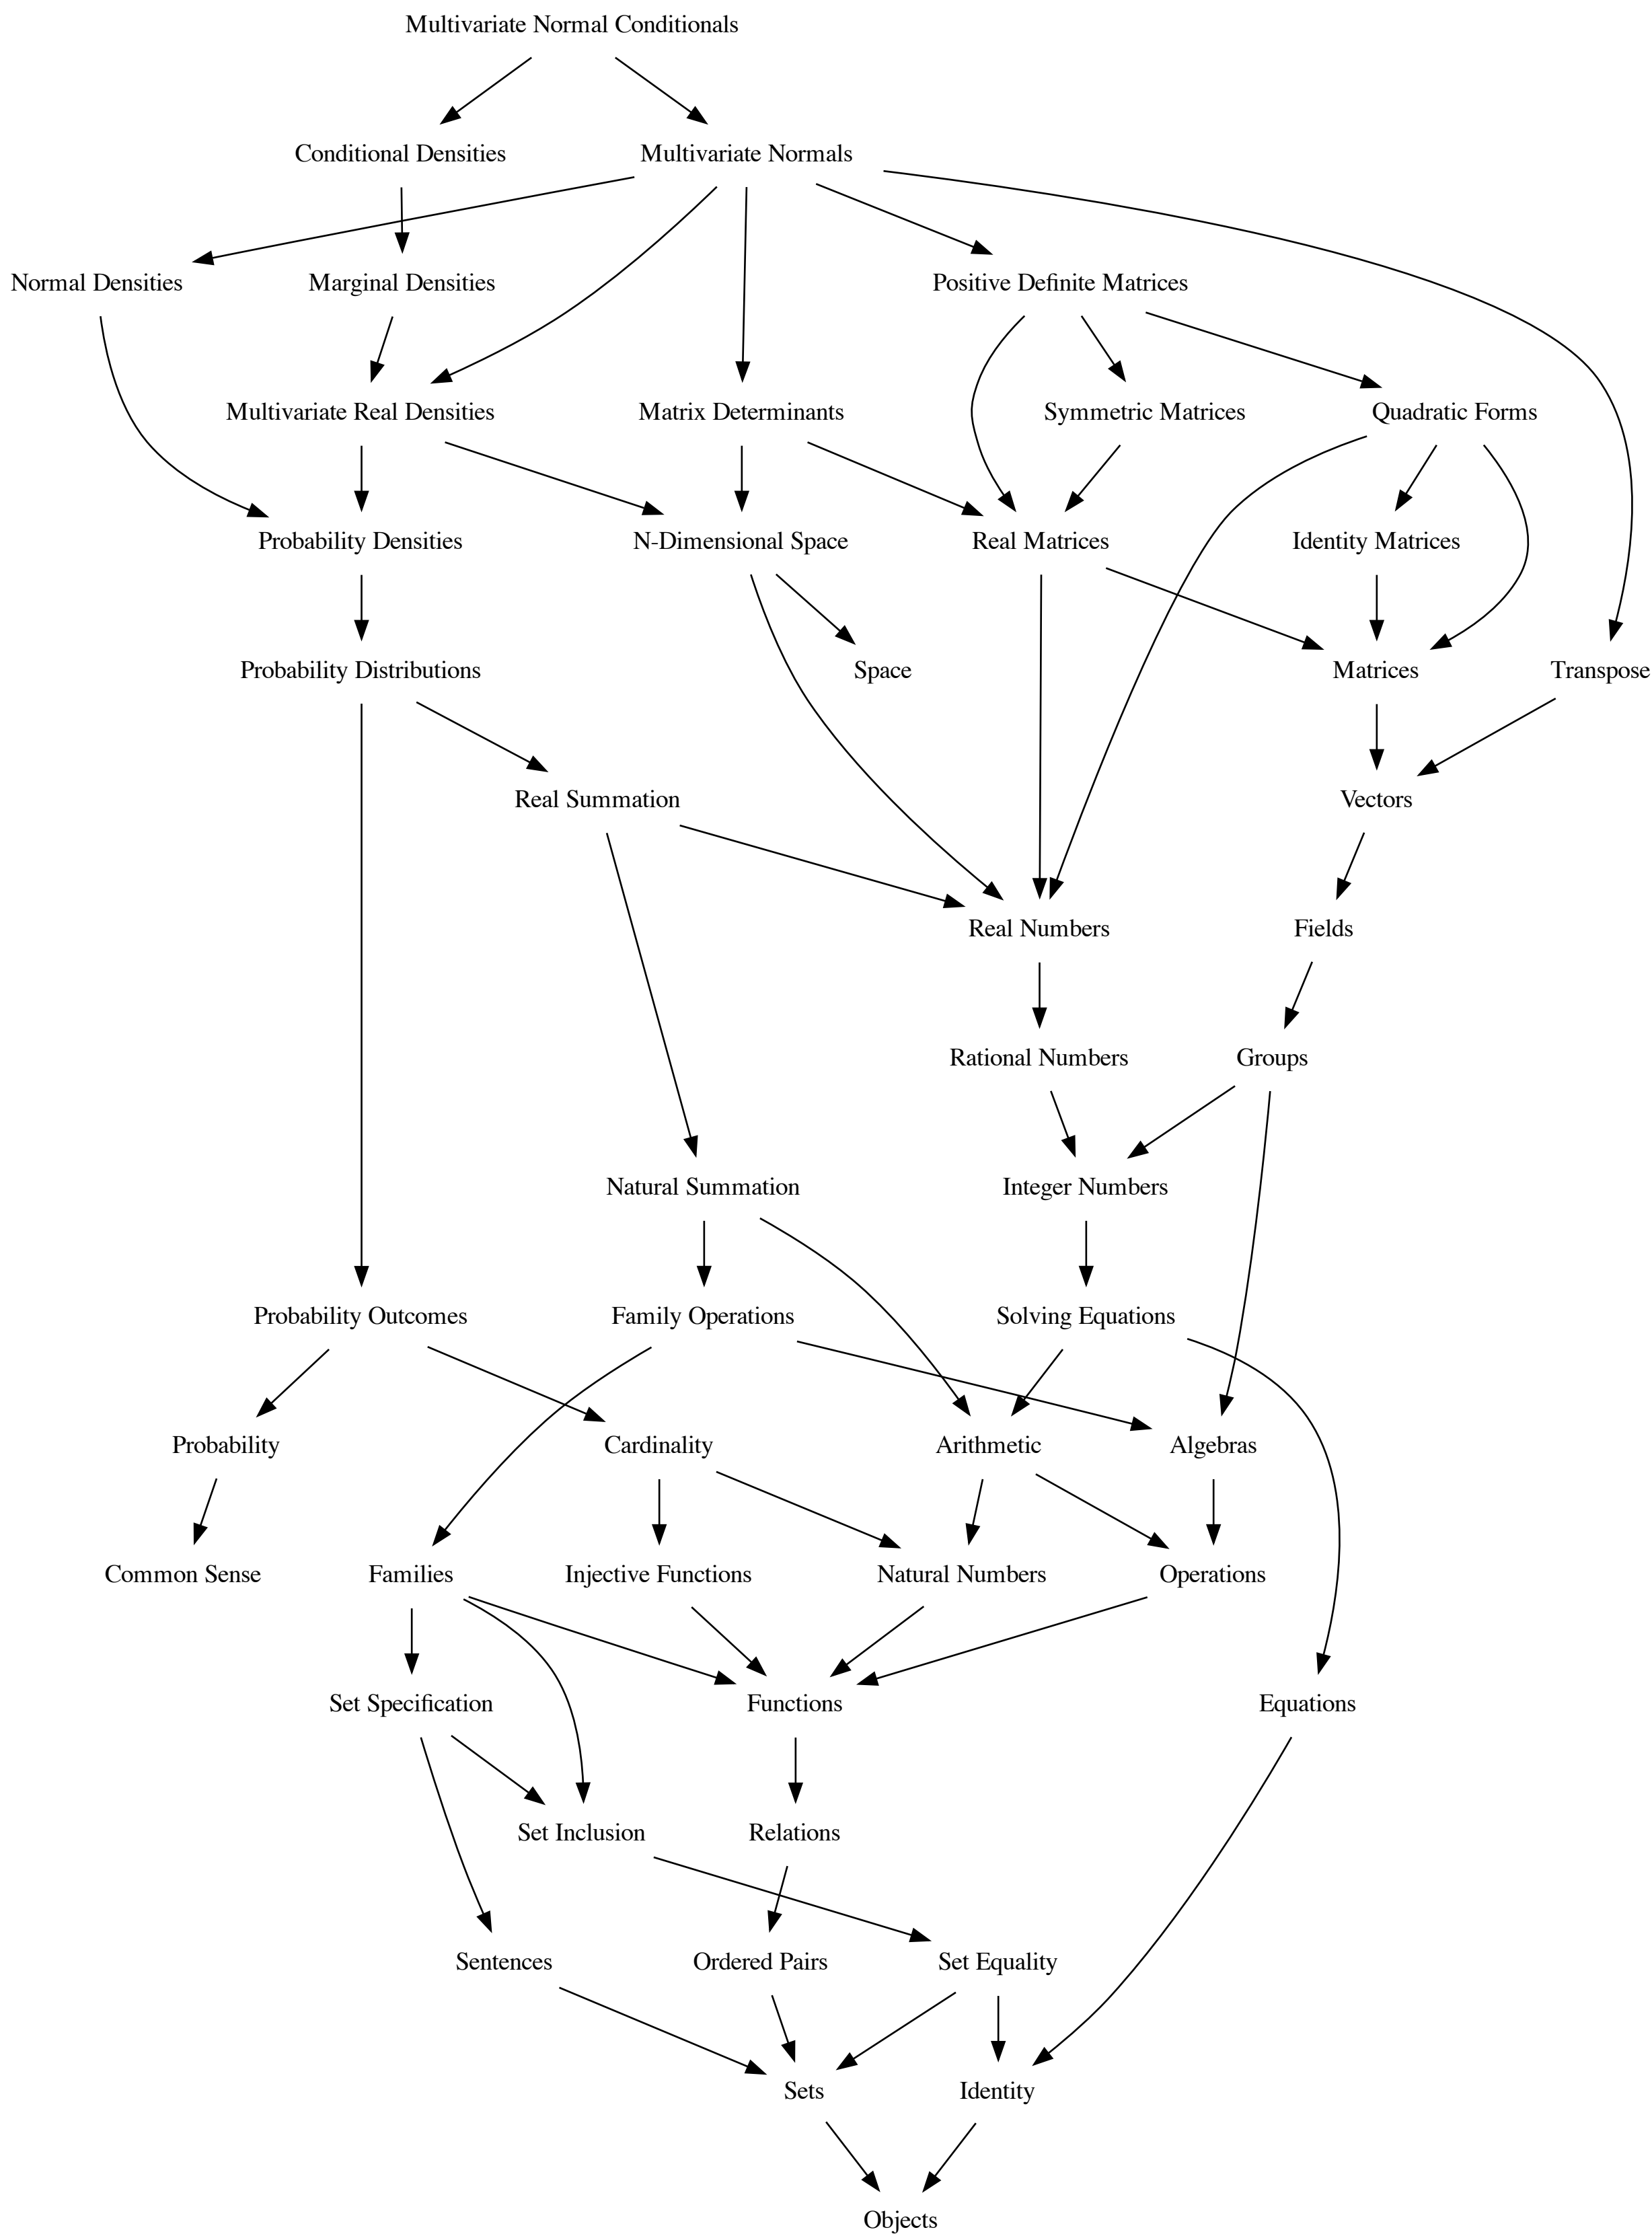 Multivariate Normal Conditionals
Conditional Densities
Multivariate Normals
Normal Densities
Marginal Densities
Positive Definite Matrices
Multivariate Real Densities
Matrix Determinants
Symmetric Matrices
Quadratic Forms
Probability Densities
N-Dimensional Space
Real Matrices
Identity Matrices
Probability Distributions
Space
Matrices
Transpose
Real Summation
Vectors
Real Numbers
Fields
Rational Numbers
Groups
Natural Summation
Integer Numbers
Probability Outcomes
Family Operations
Solving Equations
Probability
Cardinality
Arithmetic
Algebras
Common Sense
Families
Injective Functions
Natural Numbers
Operations
Set Specification
Functions
Equations
Set Inclusion
Relations
Sentences
Ordered Pairs
Set Equality
Sets
Identity
Objects